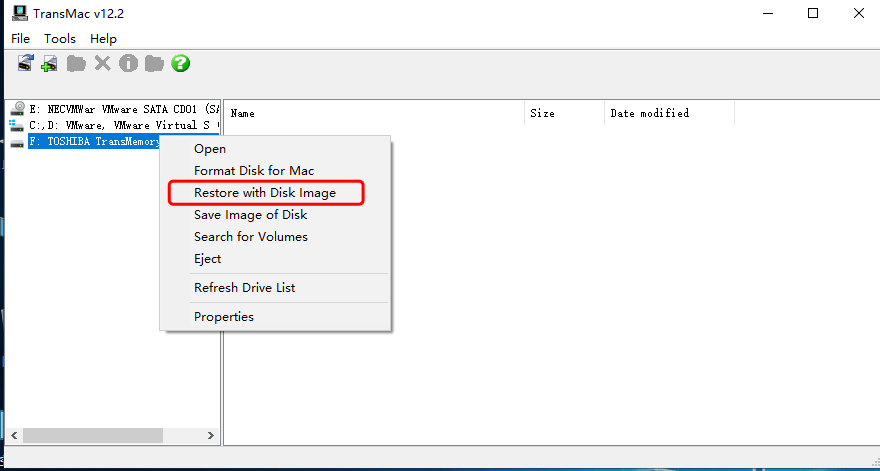 TransMac v12.2
File Tools Help
Name Size Date modified
E: NECVMWar VMware SATA CD01 (SA
C:,D: VMware, VMware Virtual S
F: TOSHIBA TransMemory
Open
Format Disk for Mac
Restore with Disk Image
Save Image of Disk
Search for Volumes
Eject
Refresh Drive List
Properties